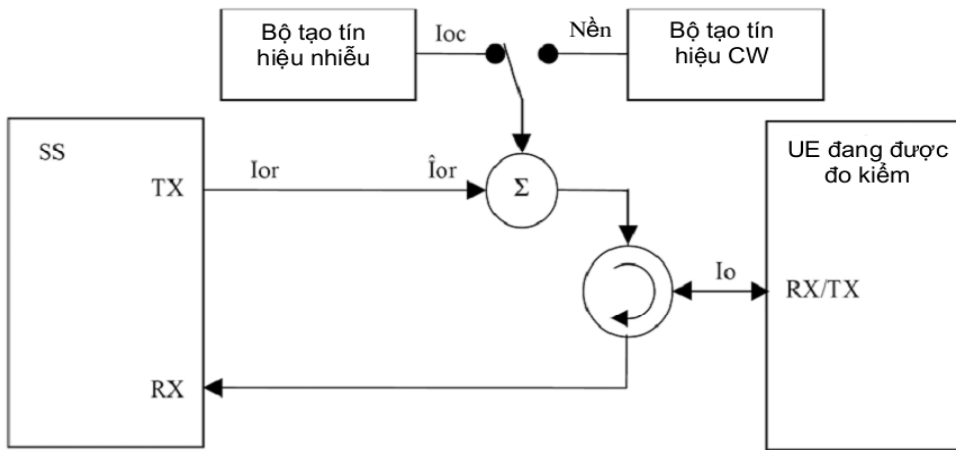 Bộ tạo tín
hiệu nhiễu
Ioc
Nền
Bộ tạo tín
hiệu CW
SS
TX
Ior
Îor
Σ
UE đang được
đo kiểm
Io
RX/TX
RX